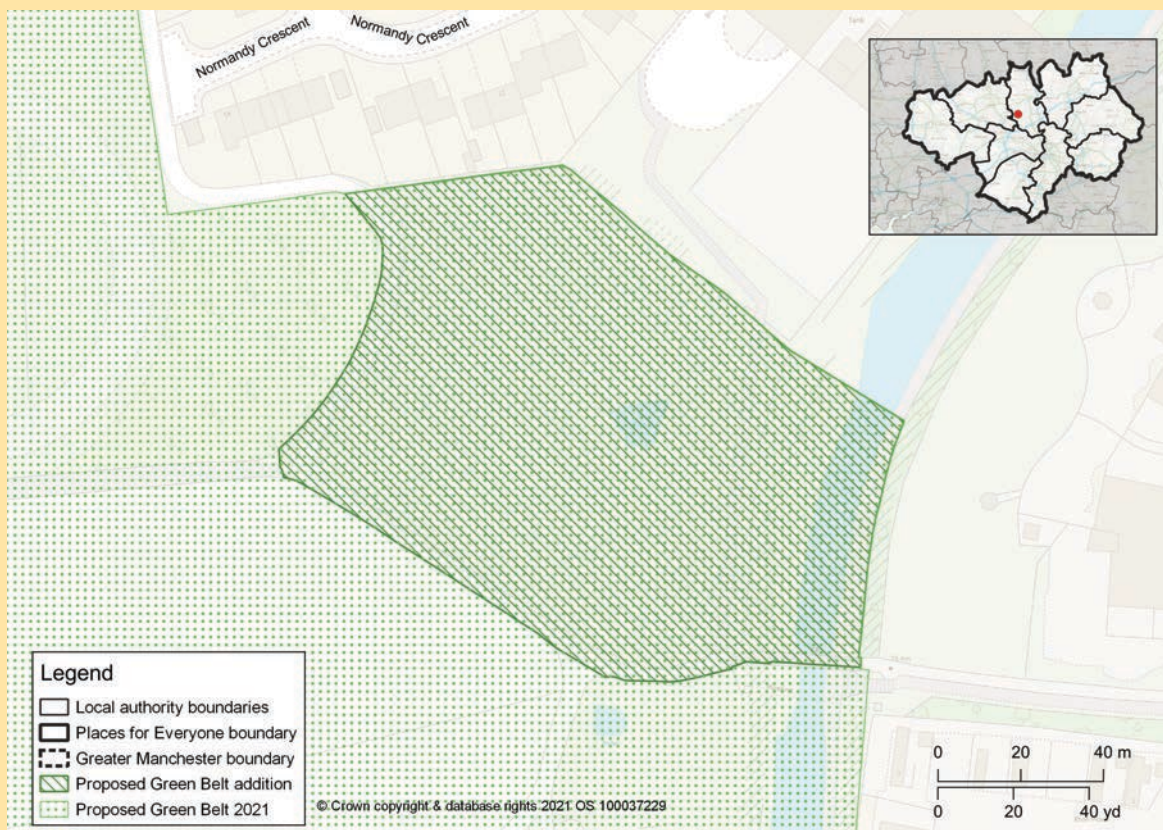 Normandy Crescent
Normandy Crescent
Legend
Local authority boundaries
Places for Everyone boundary
Greater Manchester boundary
Proposed Green Belt addition
Proposed Green Belt 2021
© Crown copyright & database rights 2021 OS 100037229
0 20 40 m
0 20 40 yd